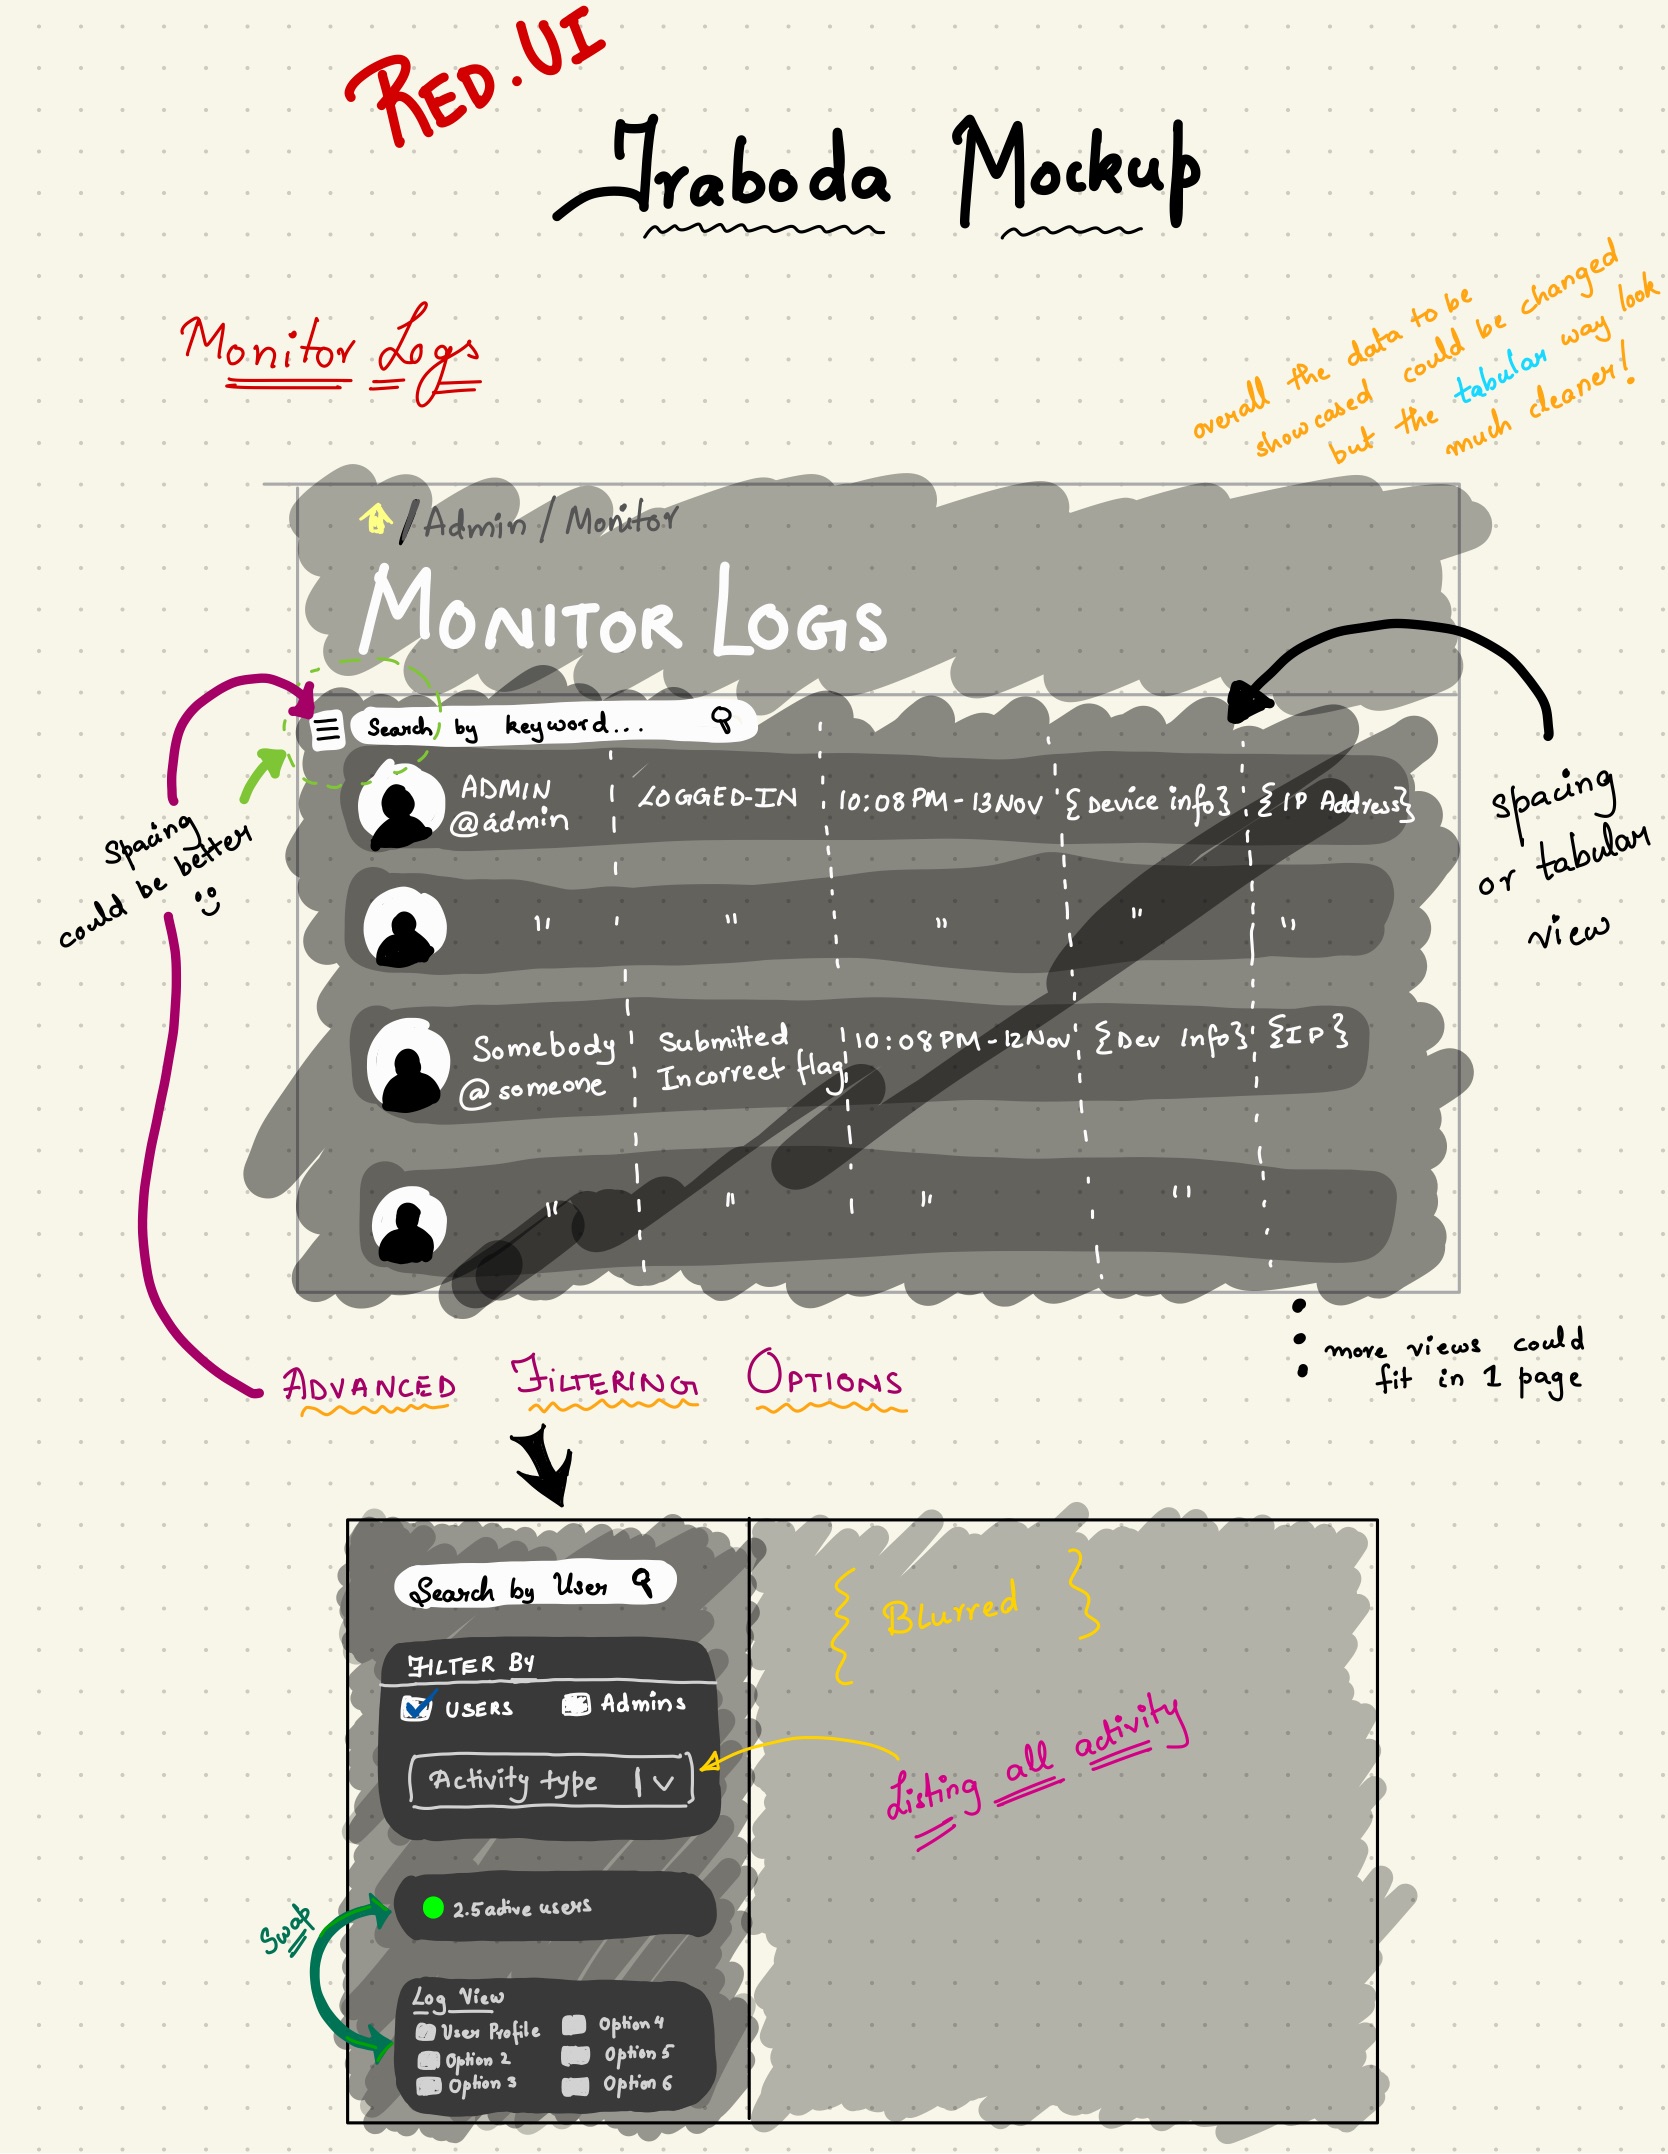 RED.UI
Traboda Mockup
Monitor Logs
overall the data to be
showcased could be changed
but the tabular way look
much cleaner!
/ Admin / Monitor
MONITOR LOGS
Search by keyword...
ADMIN
@admin
LOGGED-IN
10:08 PM - 13 NOV
{Device info}
{IP Address}
" " " " "
Somebody
@someone
Submitted
Incorrect flag
10:08 PM - 12 Nov
{Dev Info}
{IP}
" " " "
Spacing
could be better
Spacing
or tabular
view
more views could
fit in 1 page
ADVANCED FILTERING OPTIONS
Search by User
FILTER BY
USERS
Admins
Activity type
2.5 active users
Log View
User Profile
Option 2
Option 3
Option 4
Option 5
Option 6
Swap
{ Blurred }
Listing all activity